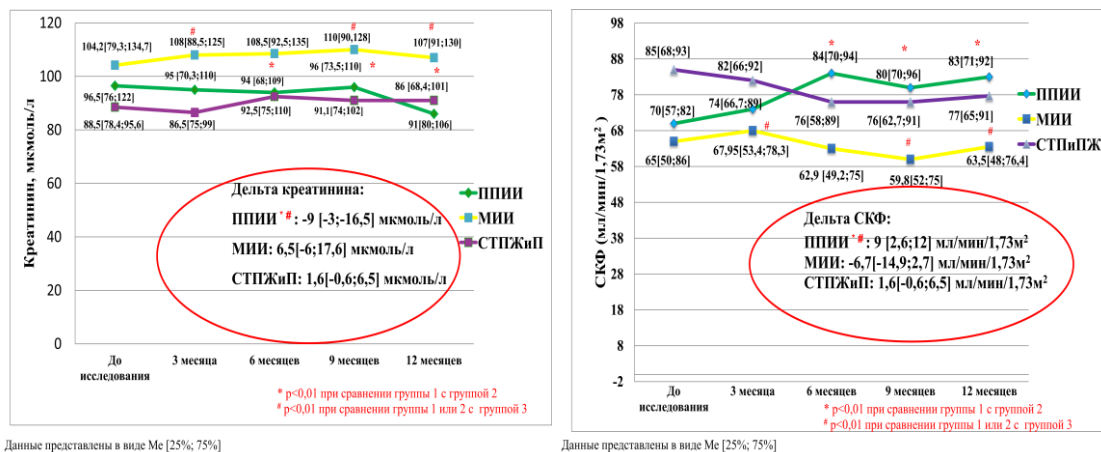 120
100
80
60
40
20
0
Креатинин, мкмоль/л
104,2[79,3;134,7]
#
108[88,5;125]
108,5[92,5;135]
#
110[90,128]
#
107[91;130]
96,5[76;122]
95 [70,3;110]
94 [68;109]
*
96 [73,5;110]
*
86 [68,4;101]
*
88,5[78,4;95,6]
86,5[75;99]
92,5[75;110]
91,1[74;102]
91[80;106]
Дельта креатинина:
ППИИ * #: -9 [-3;-16,5] мкмоль/л
МИИ: 6,5[-6;17,6] мкмоль/л
СТПЖиП: 1,6[-0,6;6,5] мкмоль/л
ППИИ
МИИ
СТПЖиП
До исследования
3 месяца
6 месяцев
9 месяцев
12 месяцев
* p<0,01 при сравнении группы 1 с группой 2
# p<0,01 при сравнении группы 1 или 2 с группой 3
Данные представлены в виде Me [25%; 75%]
98
88
78
68
58
48
38
28
18
8
-2
СКФ (мл/мин/1,73м²)
85[68;93]
82[66;92]
*
84[70;94]
*
80[70;96]
*
83[71;92]
70[57;82]
74[66,7;89]
76[58;89]
76[62,7;91]
77[65;91]
65[50;86]
#
67,95[53,4;78,3]
62,9 [49,2;75]
#
59,8[52;75]
#
63,5[48;76,4]
Дельта СКФ:
ППИИ * #: 9 [2,6;12] мл/мин/1,73м²
МИИ: -6,7[-14,9;2,7] мл/мин/1,73м²
СТПЖиП: 1,6[-0,6;6,5] мл/мин/1,73м²
ППИИ
МИИ
СТПиПЖ
До исследования
3 месяца
6 месяцев
9 месяцев
12 месяцев
* p<0,01 при сравнении группы 1 с группой 2
# p<0,01 при сравнении группы 1 или 2 с группой 3
Данные представлены в виде Me [25%; 75%]